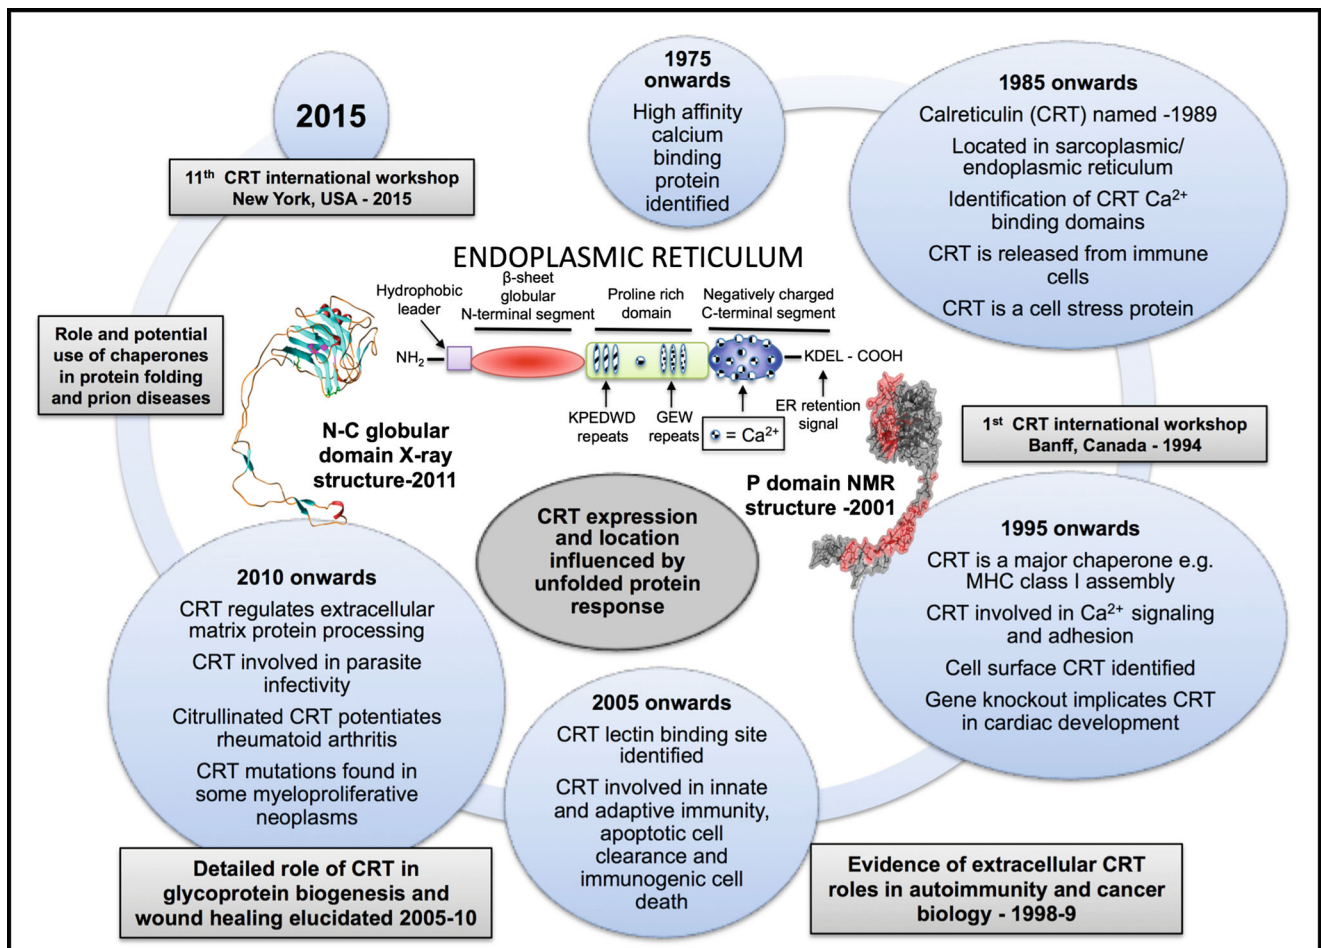 1975
onwards
High affinity
calcium
binding
protein
identified
1985 onwards
Calreticulin (CRT) named -1989
Located in sarcoplasmic/
endoplasmic reticulum
Identification of CRT Ca²⁺
binding domains
CRT is released from immune
cells
CRT is a cell stress protein
1st CRT international workshop
Banff, Canada - 1994
1995 onwards
CRT is a major chaperone e.g.
MHC class I assembly
CRT involved in Ca²⁺ signaling
and adhesion
Cell surface CRT identified
Gene knockout implicates CRT
in cardiac development
Evidence of extracellular CRT
roles in autoimmunity and cancer
biology - 1998-9
2005 onwards
CRT lectin binding site
identified
CRT involved in innate
and adaptive immunity,
apoptotic cell
clearance and
immunogenic cell
death
Detailed role of CRT in
glycoprotein biogenesis and
wound healing elucidated 2005-10
2010 onwards
CRT regulates extracellular
matrix protein processing
CRT involved in parasite
infectivity
Citrullinated CRT potentiates
rheumatoid arthritis
CRT mutations found in
some myeloproliferative
neoplasms
Role and potential
use of chaperones
in protein folding
and prion diseases
2015
11th CRT international workshop
New York, USA - 2015
ENDOPLASMIC RETICULUM
Hydrophobic
leader
β-sheet
globular
N-terminal segment
Proline rich
domain
Negatively charged
C-terminal segment
NH₂
KDEL - COOH
KPEDWD
repeats
GEW
repeats
= Ca²⁺
ER retention
signal
N-C globular
domain X-ray
structure-2011
P domain NMR
structure -2001
CRT expression
and location
influenced by
unfolded protein
response